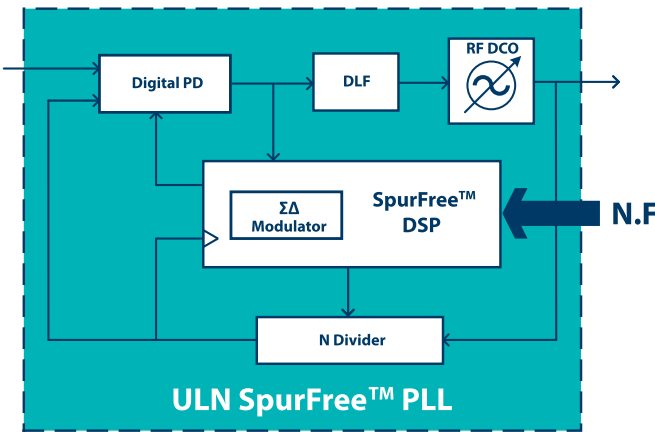 RF DCO
Digital PD
DLF
SpurFree™
DSP
ΣΔ
Modulator
N.F
N Divider
ULN SpurFree™ PLL